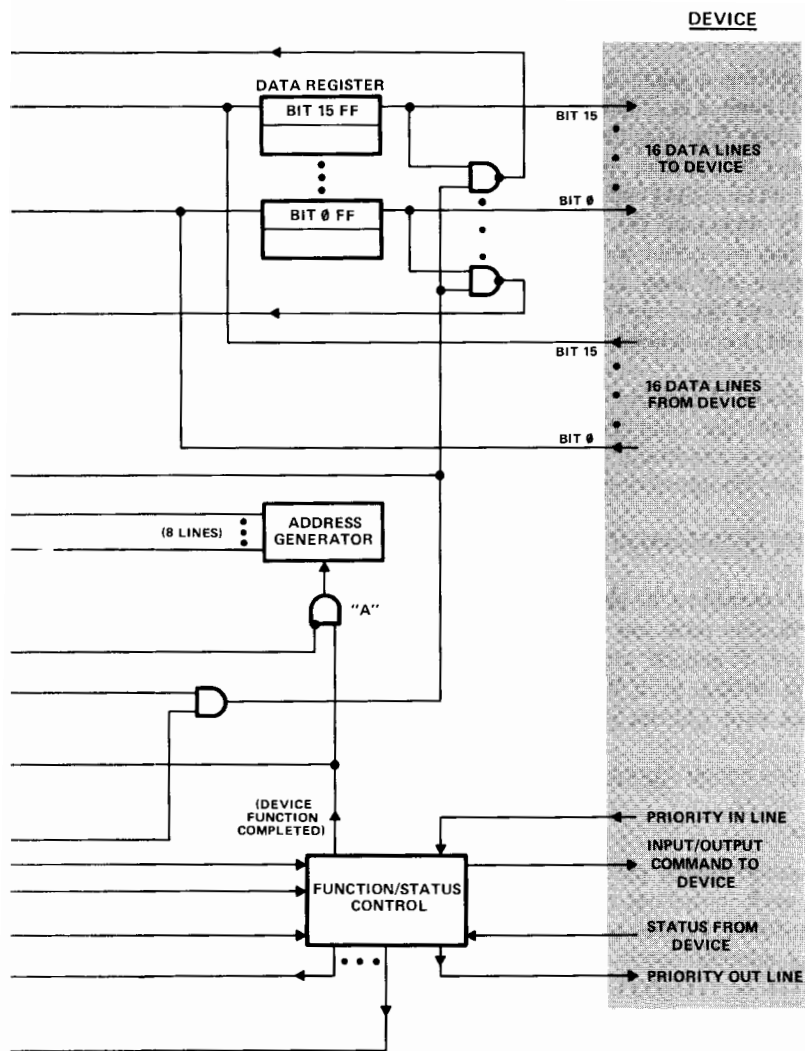 DEVICE
DATA REGISTER
BIT 15 FF
BIT 15
16 DATA LINES
TO DEVICE
BIT Ø FF
BIT Ø
BIT 15
16 DATA LINES
FROM DEVICE
BIT Ø
(8 LINES)
ADDRESS
GENERATOR
"A"
(DEVICE
FUNCTION
COMPLETED)
PRIORITY IN LINE
INPUT/OUTPUT
COMMAND TO
DEVICE
FUNCTION/STATUS
CONTROL
STATUS FROM
DEVICE
PRIORITY OUT LINE